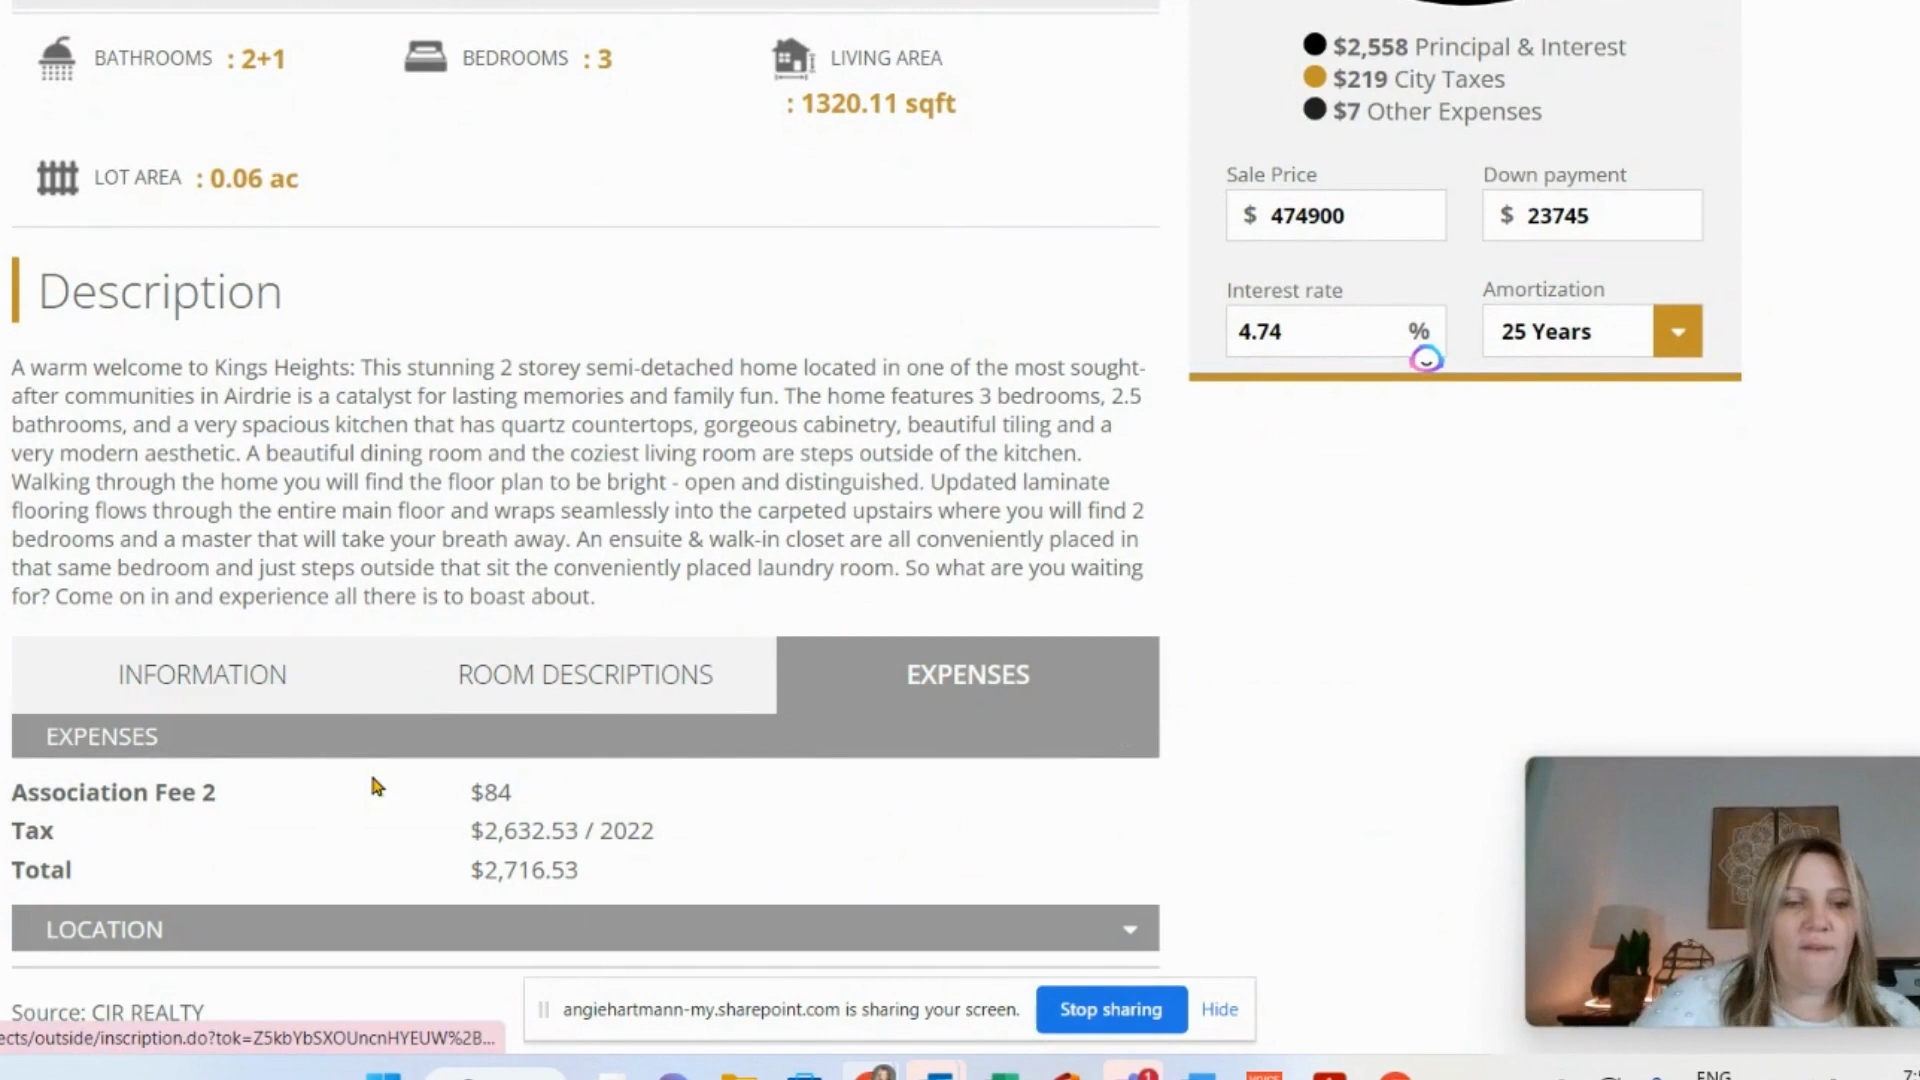 BATHROOMS : 2+1
BEDROOMS : 3
LIVING AREA
: 1320.11 sqft
LOT AREA : 0.06 ac
Description
A warm welcome to Kings Heights: This stunning 2 storey semi-detached home located in one of the most sought-
after communities in Airdrie is a catalyst for lasting memories and family fun. The home features 3 bedrooms, 2.5
bathrooms, and a very spacious kitchen that has quartz countertops, gorgeous cabinetry, beautiful tiling and a
very modern aesthetic. A beautiful dining room and the coziest living room are steps outside of the kitchen.
Walking through the home you will find the floor plan to be bright - open and distinguished. Updated laminate
flooring flows through the entire main floor and wraps seamlessly into the carpeted upstairs where you will find 2
bedrooms and a master that will take your breath away. An ensuite & walk-in closet are all conveniently placed in
that same bedroom and just steps outside that sit the conveniently placed laundry room. So what are you waiting
for? Come on in and experience all there is to boast about.
INFORMATION
ROOM DESCRIPTIONS
EXPENSES
EXPENSES
Association Fee 2 $84
Tax $2,632.53 / 2022
Total $2,716.53
LOCATION
Source: CIR REALTY
ects/outside/inscription.do?tok=Z5kbYbSXOUncnHYEUW%2B...
$2,558 Principal & Interest
$219 City Taxes
$7 Other Expenses
Sale Price
$ 474900
Down payment
$ 23745
Interest rate
4.74 %
Amortization
25 Years
angiehartmann-my.sharepoint.com is sharing your screen.
Stop sharing
Hide
1
ENG